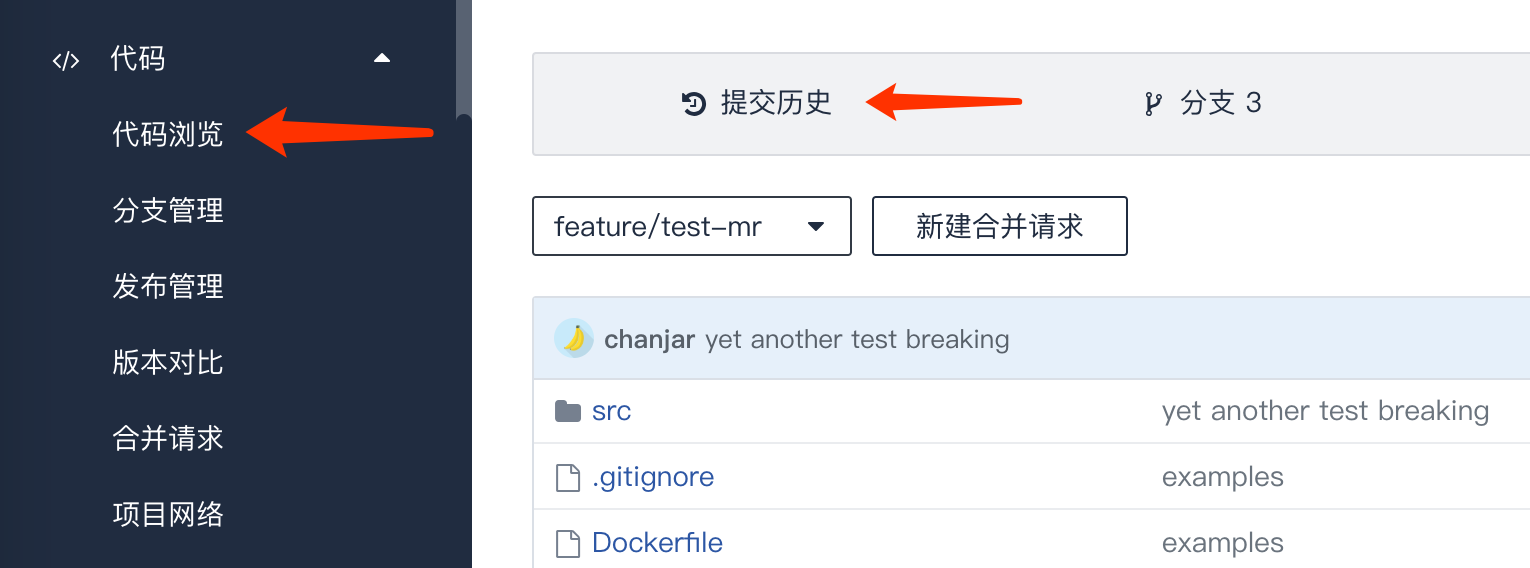 代码
代码浏览
分支管理
发布管理
版本对比
合并请求
项目网络
提交历史
分支 3
feature/test-mr
新建合并请求
chanjar yet another test breaking
src yet another test breaking
.gitignore examples
Dockerfile examples